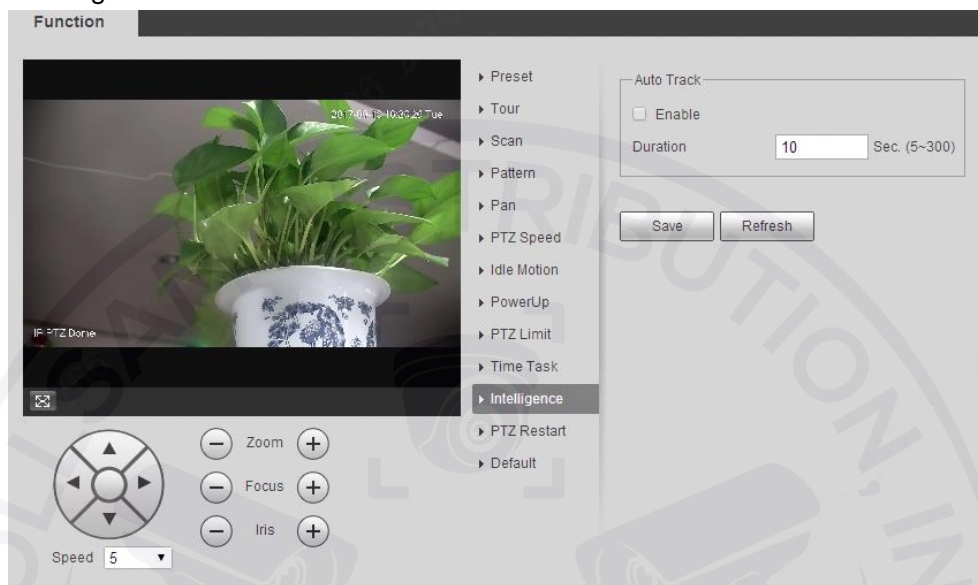 Function
IP PTZ Dome
Zoom
Focus
Iris
Speed 5
Preset
Tour
Scan
Pattern
Pan
PTZ Speed
Idle Motion
PowerUp
PTZ Limit
Time Task
Intelligence
PTZ Restart
Default
Auto Track
Enable
Duration 10 Sec. (5~300)
Save Refresh